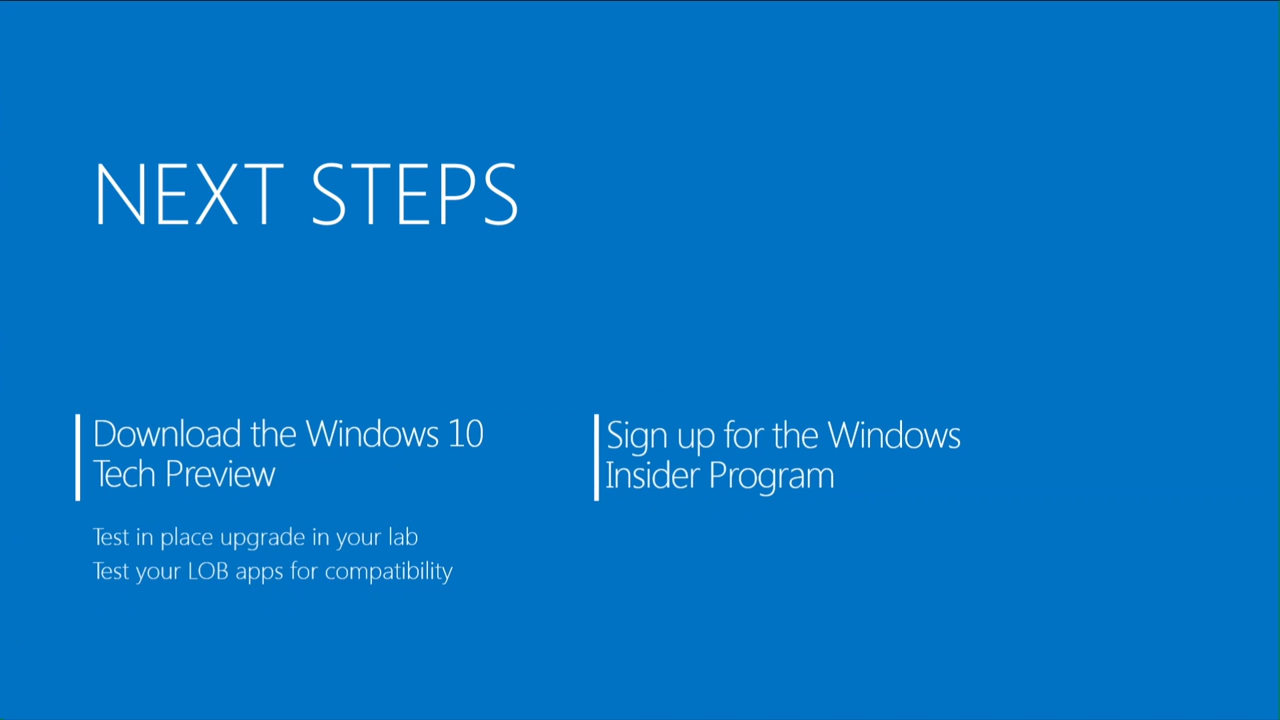 NEXT STEPS
Download the Windows 10
Tech Preview
Test in place upgrade in your lab
Test your LOB apps for compatibility
Sign up for the Windows
Insider Program